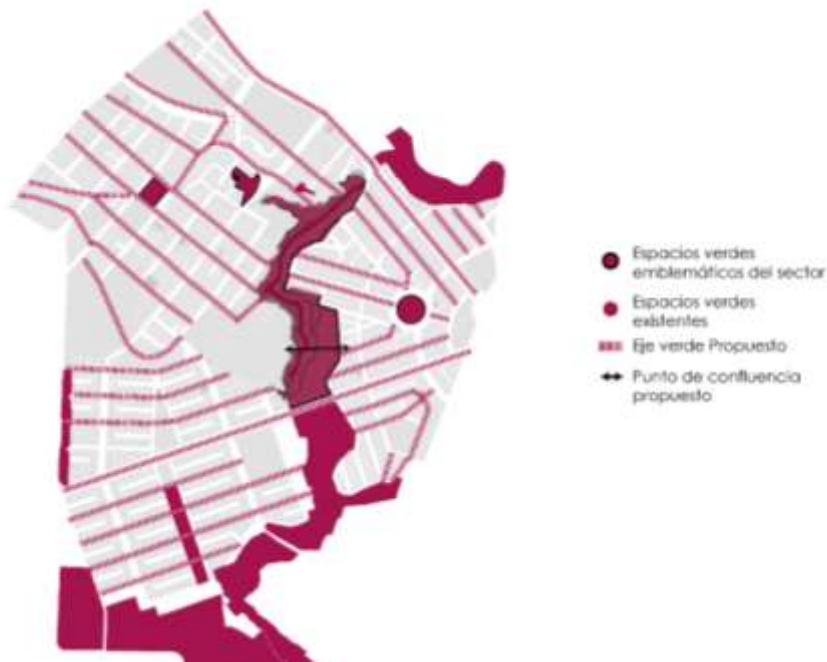 Espacios verdes
emblemáticos del sector
Espacios verdes
existentes
Eje verde Propuesto
Punto de confluencia
propuesto